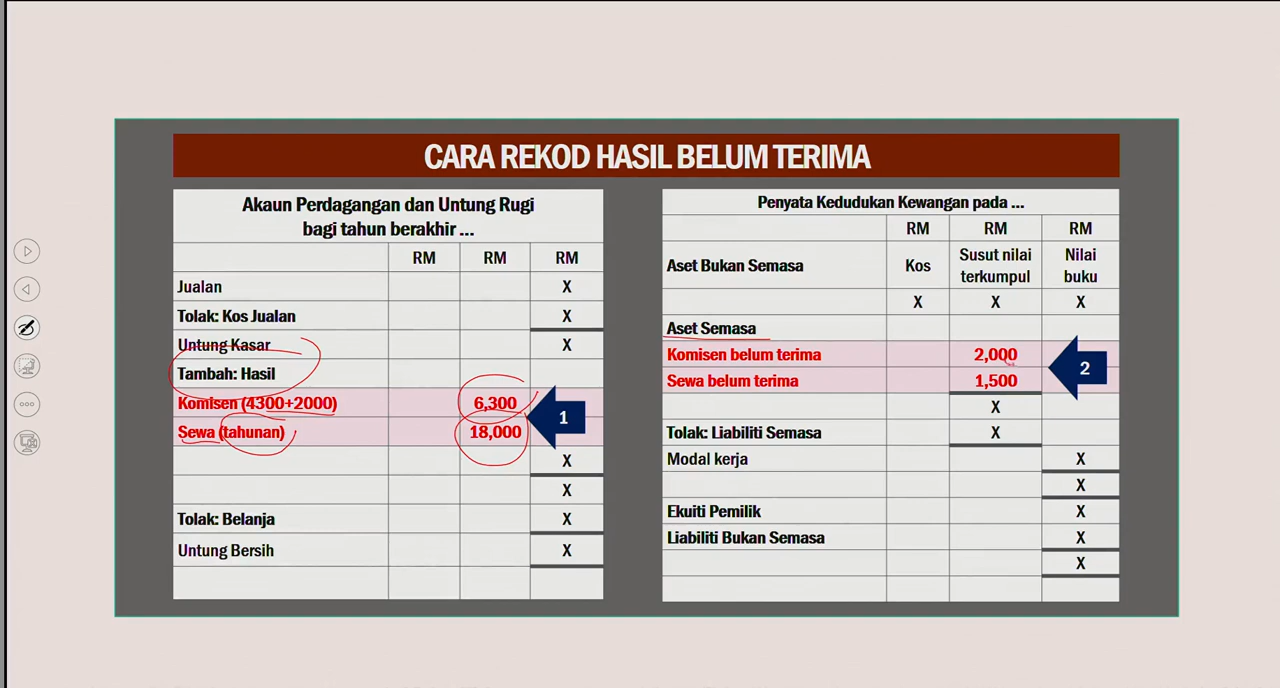 CARA REKOD HASIL BELUM TERIMA
Akaun Perdagangan dan Untung Rugi
bagi tahun berakhir ...
RM RM RM
Jualan X
Tolak: Kos Jualan X
Untung Kasar X
Tambah: Hasil
Komisen (4300+2000) 6,300
Sewa (tahunan) 18,000
X
X
Tolak: Belanja X
Untung Bersih X
1
Penyata Kedudukan Kewangan pada ...
RM RM RM
Aset Bukan Semasa Kos Susut nilai terkumpul Nilai buku
X X X
Aset Semasa
Komisen belum terima 2,000
Sewa belum terima 1,500
X
Tolak: Liabiliti Semasa X
Modal kerja X
X
Ekuiti Pemilik X
Liabiliti Bukan Semasa X
X
2